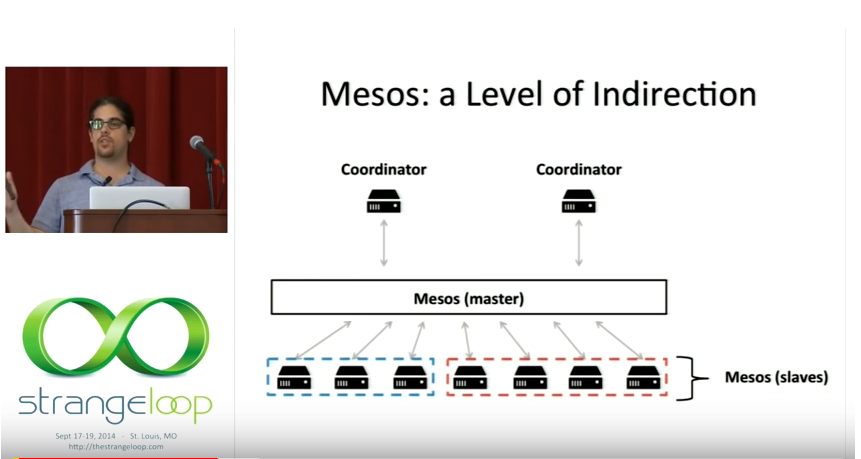 Mesos: a Level of Indirection
Coordinator
Coordinator
Mesos (master)
Mesos (slaves)
strangeloop
Sept 17-19, 2014 - St. Louis, MO
http://thestrangeloop.com